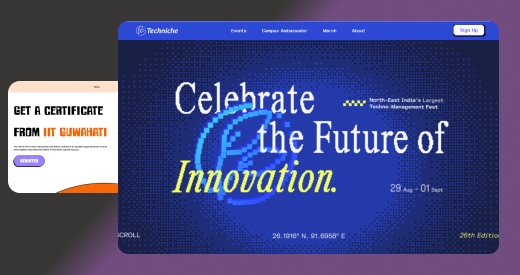 Techniche
Events
Campus Ambassador
Merch
About
Sign Up
Celebrate
the Future of
Innovation.
North-East India's Largest
Techno-Management Fest
29 Aug - 01 Sept
SCROLL
26.1916° N, 91.6958° E
26th Edition
GET A CERTIFICATE
FROM IIT GUWAHATI
REGISTER